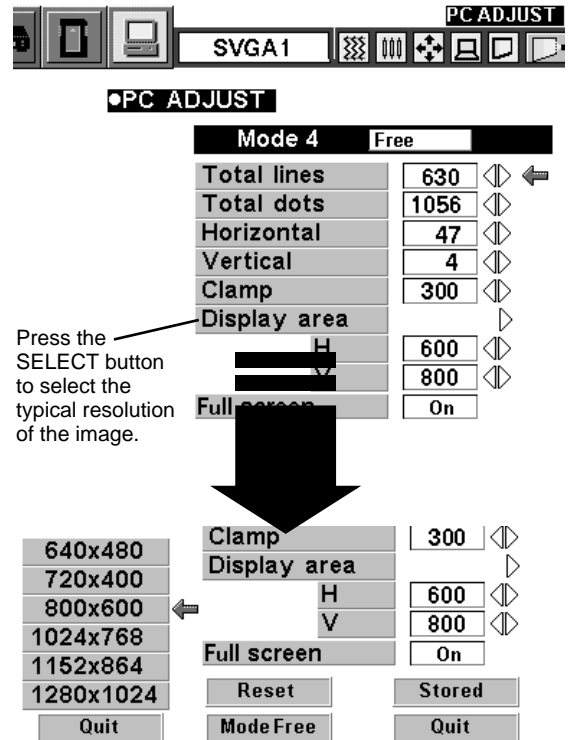 PC ADJUST
SVGA1
●PC ADJUST
Mode 4 Free
Total lines 630
Total dots 1056
Horizontal 47
Vertical 4
Clamp 300
Display area
H 600
V 800
Full screen On
Press the
SELECT button
to select the
typical resolution
of the image.
Clamp 300
Display area
H 600
V 800
Full screen On
Reset Stored
Mode Free Quit
640x480
720x400
800x600
1024x768
1152x864
1280x1024
Quit